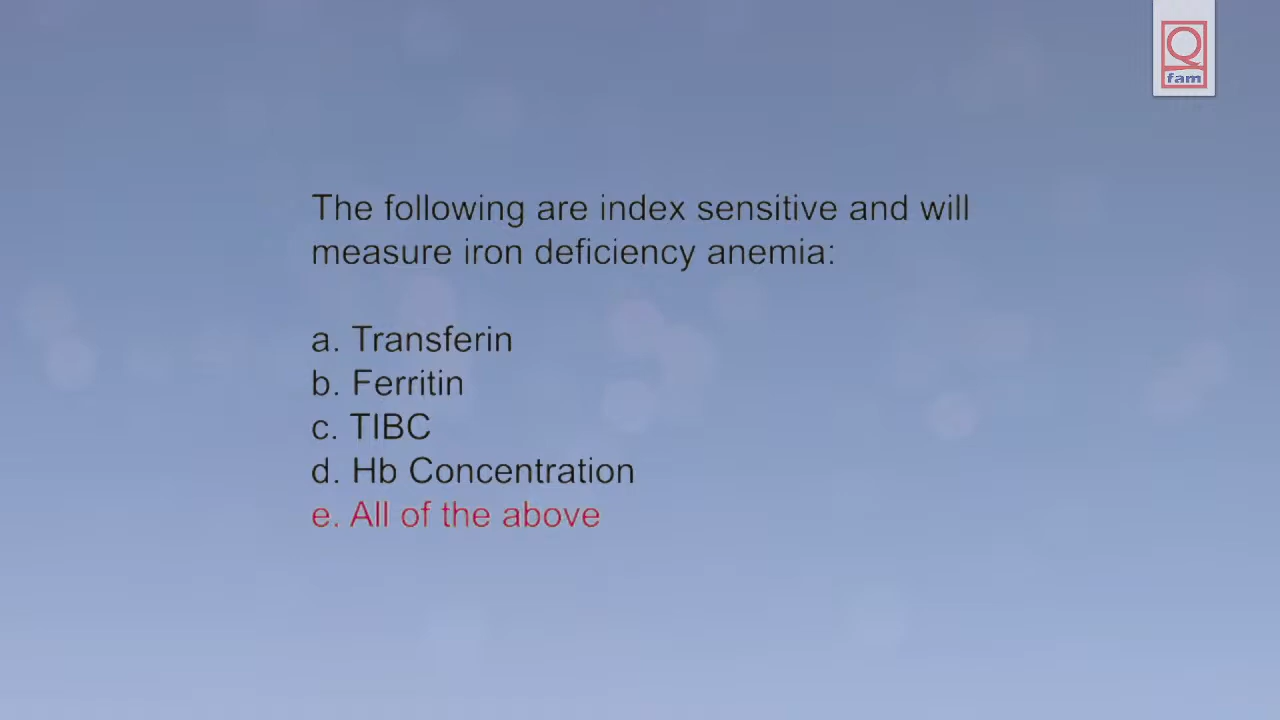 Q
fam
The following are index sensitive and will
measure iron deficiency anemia:
a. Transferin
b. Ferritin
c. TIBC
d. Hb Concentration
e. All of the above